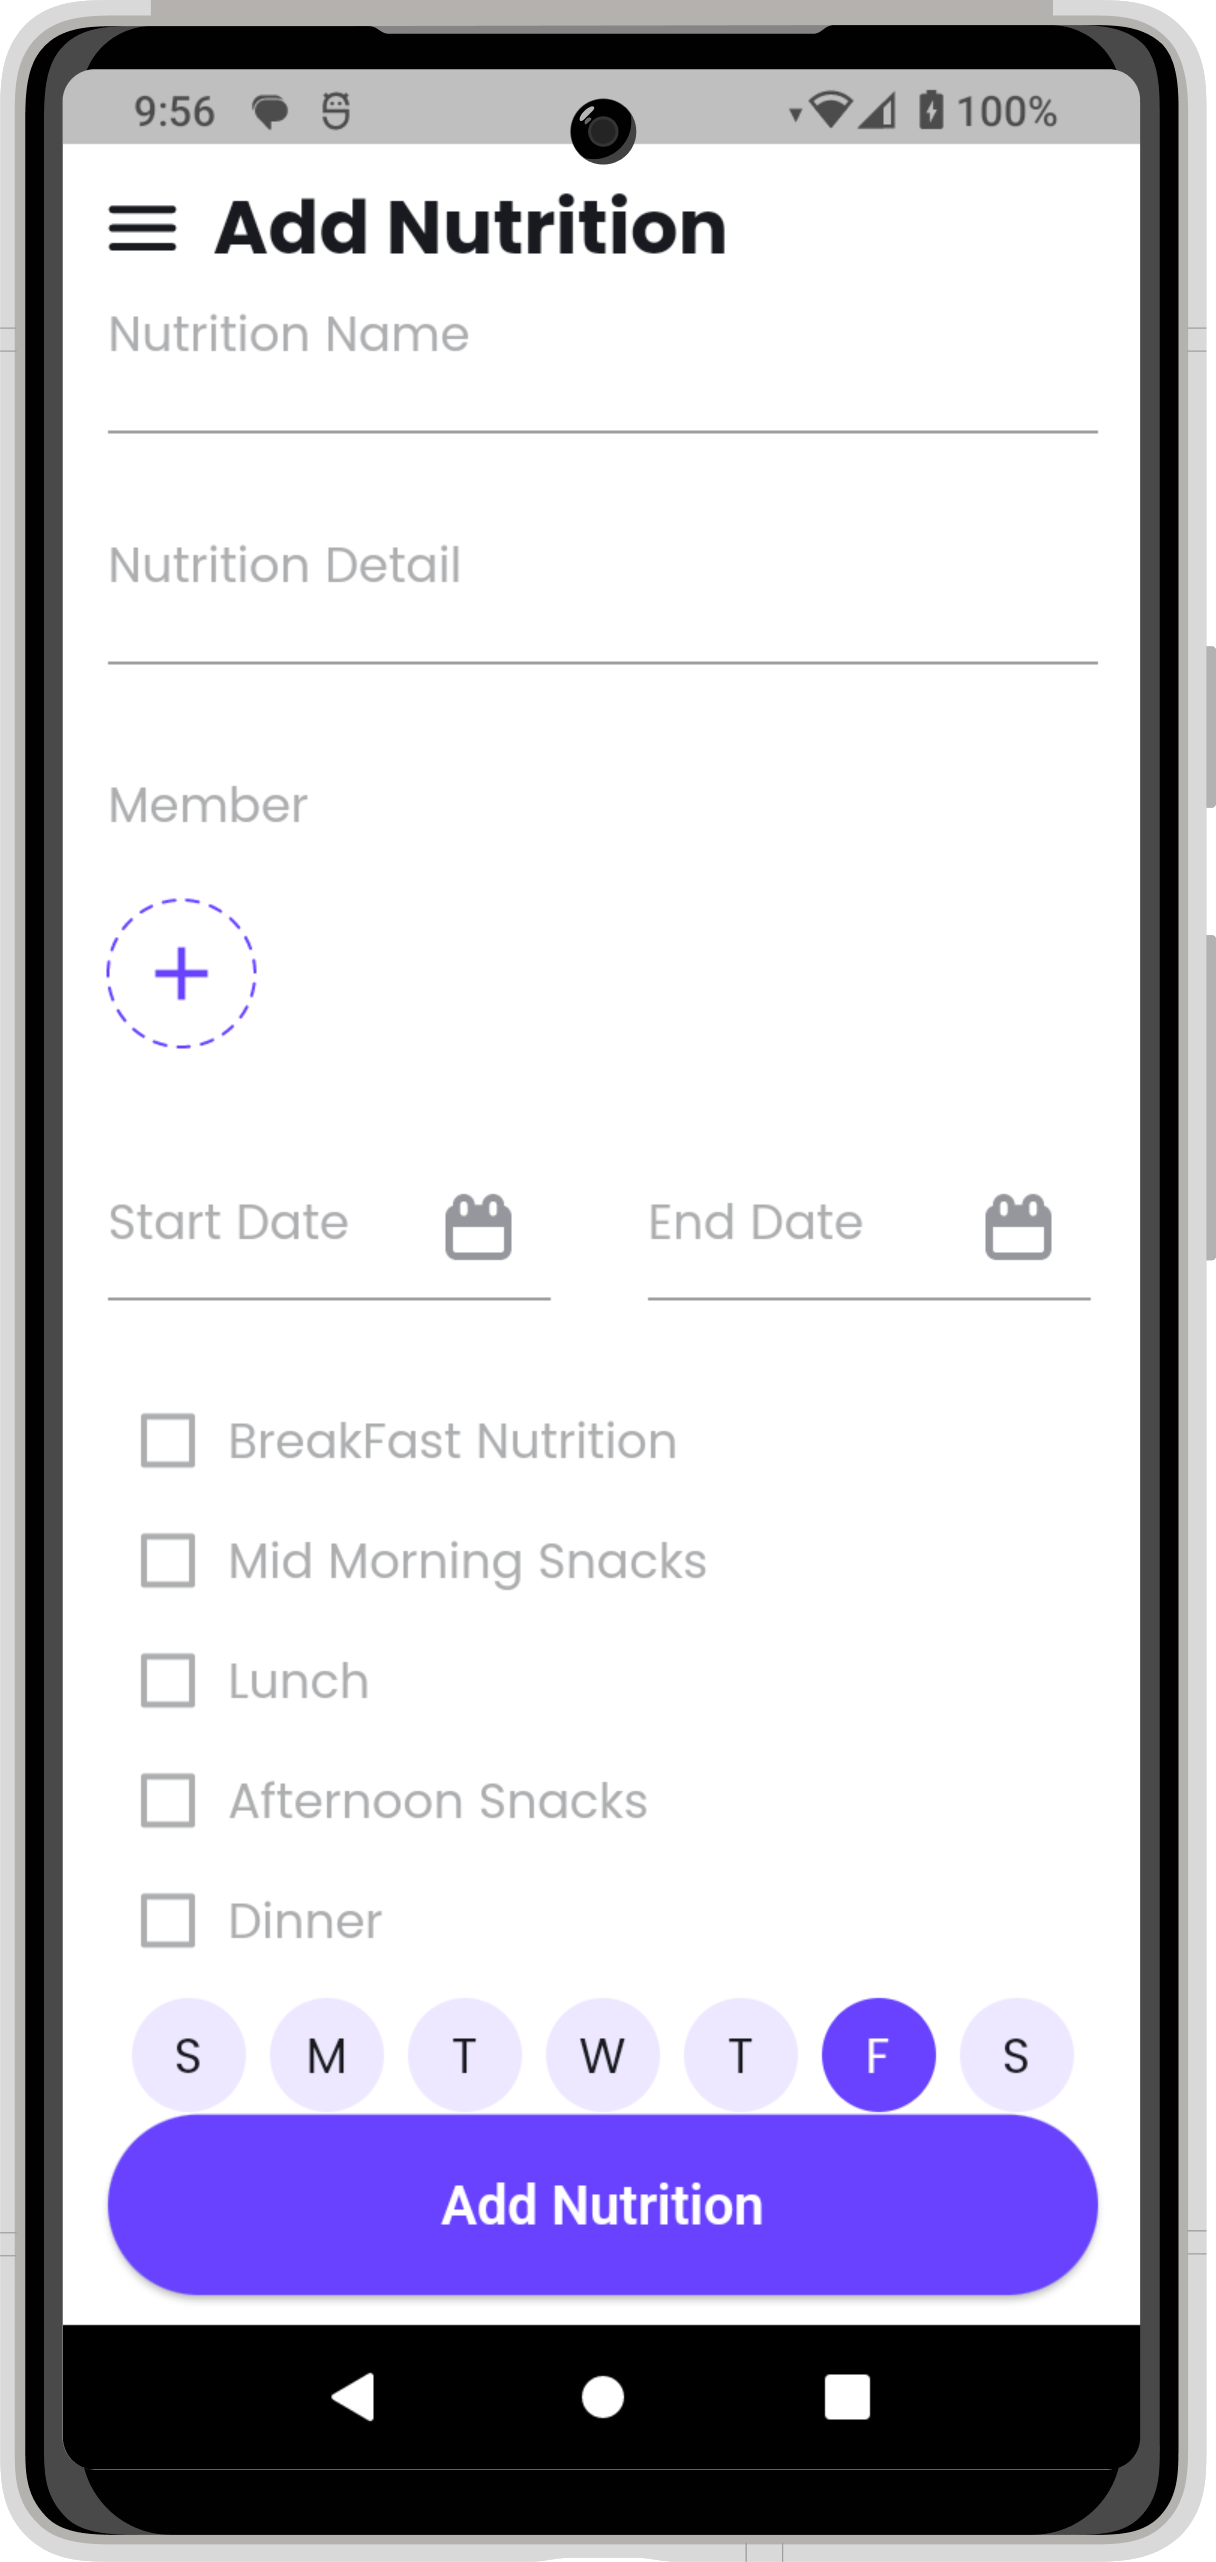 9:56 100%
Add Nutrition
Nutrition Name
Nutrition Detail
Member
Start Date End Date
BreakFast Nutrition
Mid Morning Snacks
Lunch
Afternoon Snacks
Dinner
S M T W T F S
Add Nutrition